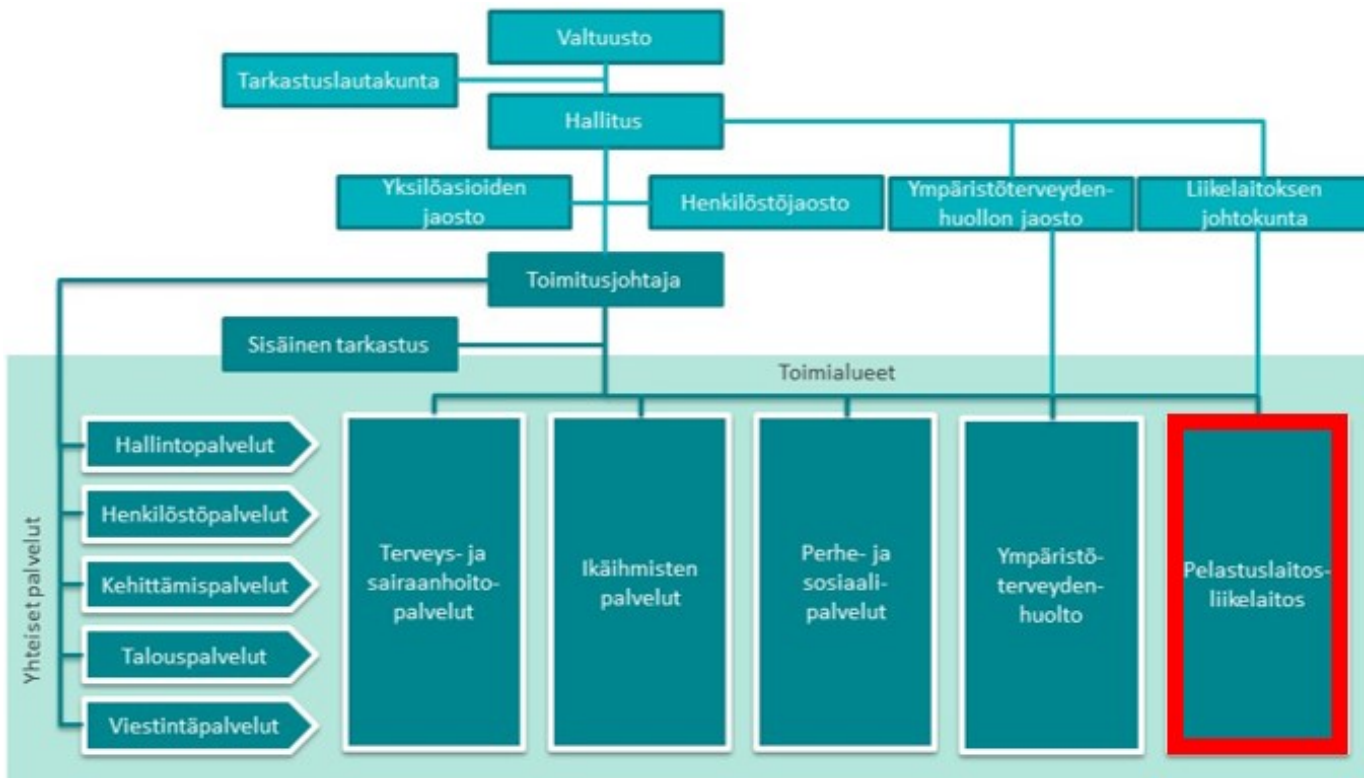 Valtuusto
Tarkastuslautakunta
Hallitus
Yksilöasioiden
jaosto
Henkilöstöjaosto
Ympäristöterveyden-
huollon jaosto
Liikelaitoksen
johtokunta
Toimitusjohtaja
Sisäinen tarkastus
Toimialueet
Yhteiset palvelut
Hallintopalvelut
Henkilöstöpalvelut
Kehittämispalvelut
Talouspalvelut
Viestintäpalvelut
Terveys- ja
sairaanhoito-
palvelut
Ikäihmisten
palvelut
Perhe- ja
sosiaali-
palvelut
Ympäristö-
terveyden-
huolto
Pelastuslaitos-
liikelaitos